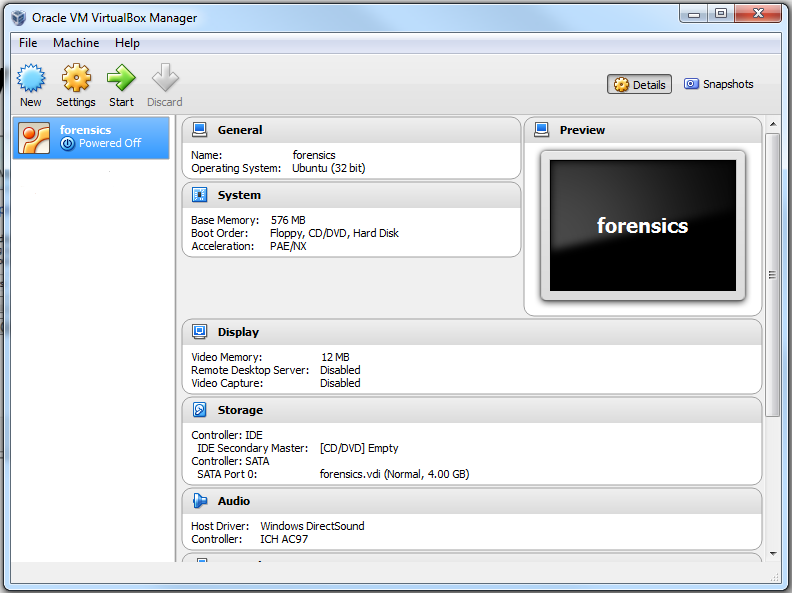 Oracle VM VirtualBox Manager
File Machine Help
New Settings Start Discard
Details Snapshots
forensics
Powered Off
General
Name: forensics
Operating System: Ubuntu (32 bit)
System
Base Memory: 576 MB
Boot Order: Floppy, CD/DVD, Hard Disk
Acceleration: PAE/NX
Preview
forensics
Display
Video Memory: 12 MB
Remote Desktop Server: Disabled
Video Capture: Disabled
Storage
Controller: IDE
IDE Secondary Master: [CD/DVD] Empty
Controller: SATA
SATA Port 0: forensics.vdi (Normal, 4.00 GB)
Audio
Host Driver: Windows DirectSound
Controller: ICH AC97